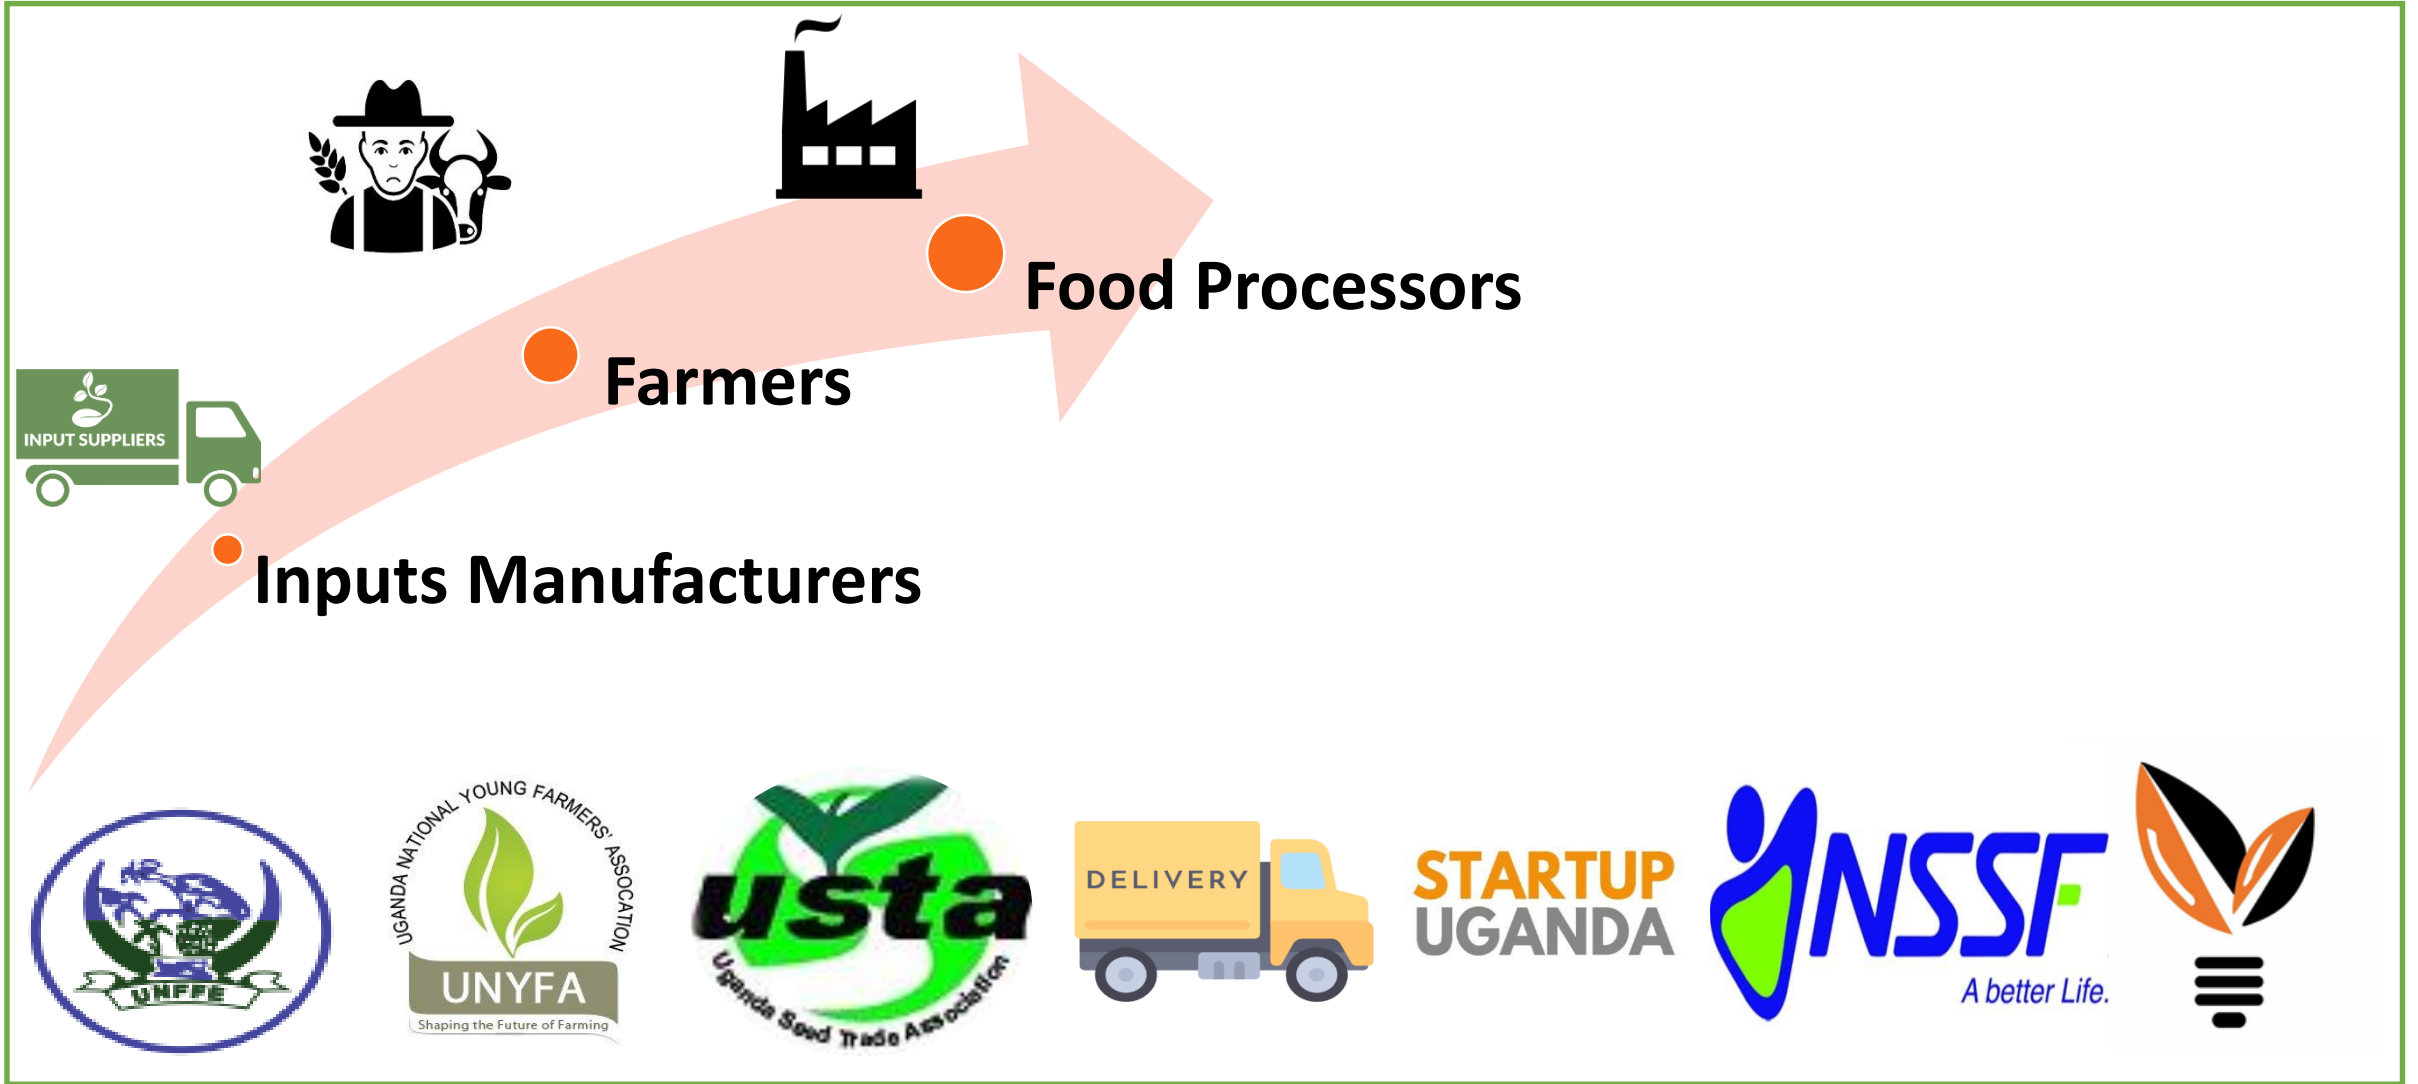 Food Processors
Farmers
INPUT SUPPLIERS
Inputs Manufacturers
UNFFE
UGANDA NATIONAL YOUNG FARMERS' ASSOCATION
UNYFA
Shaping the Future of Farming
usta
Uganda Seed Trade Association
DELIVERY
STARTUP
UGANDA
NSSF
A better Life.